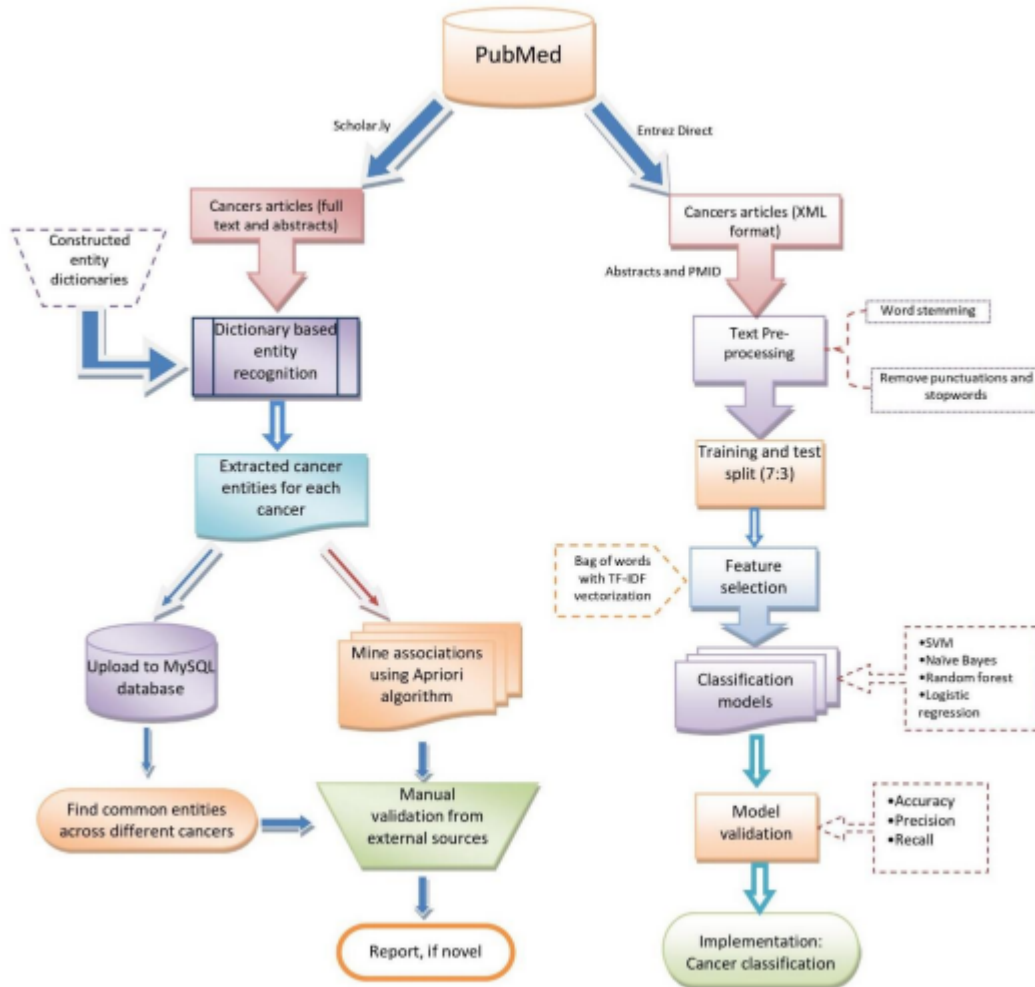 PubMed
Scholar.ly
Entrez Direct
Cancers articles (full
text and abstracts)
Cancers articles (XML
format)
Constructed
entity
dictionaries
Abstracts and PMID
Dictionary based
entity
recognition
Text Pre-
processing
Word stemming
Remove punctuations and
stopwords
Extracted cancer
entities for each
cancer
Training and test
split (7:3)
Bag of words
with TF-IDF
vectorization
Feature
selection
Upload to MySQL
database
Mine associations
using Apriori
algorithm
Classification
models
•SVM
•Naïve Bayes
•Random forest
•Logistic
regression
Find common entities
across different cancers
Manual
validation from
external sources
Model
validation
•Accuracy
•Precision
•Recall
Report, if novel
Implementation:
Cancer classification